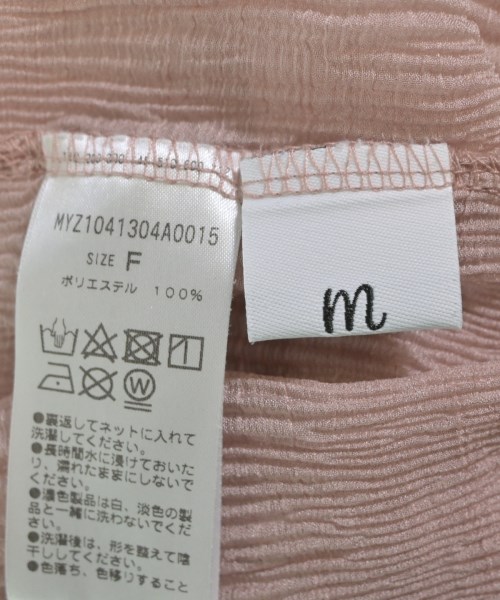 MYZ1041304A0015
SIZE F
ポリエステル 100%
m
W
●裏返してネットに入れて
洗濯してください。
●長時間水に浸けておいた
り、濡れたままにしないで
ください。
●濃色製品は白、淡色の製
品と一緒に洗わないでくだ
さい。
●洗濯後は、形を整えて陰
干ししてください。
●色落ち、色移りすること